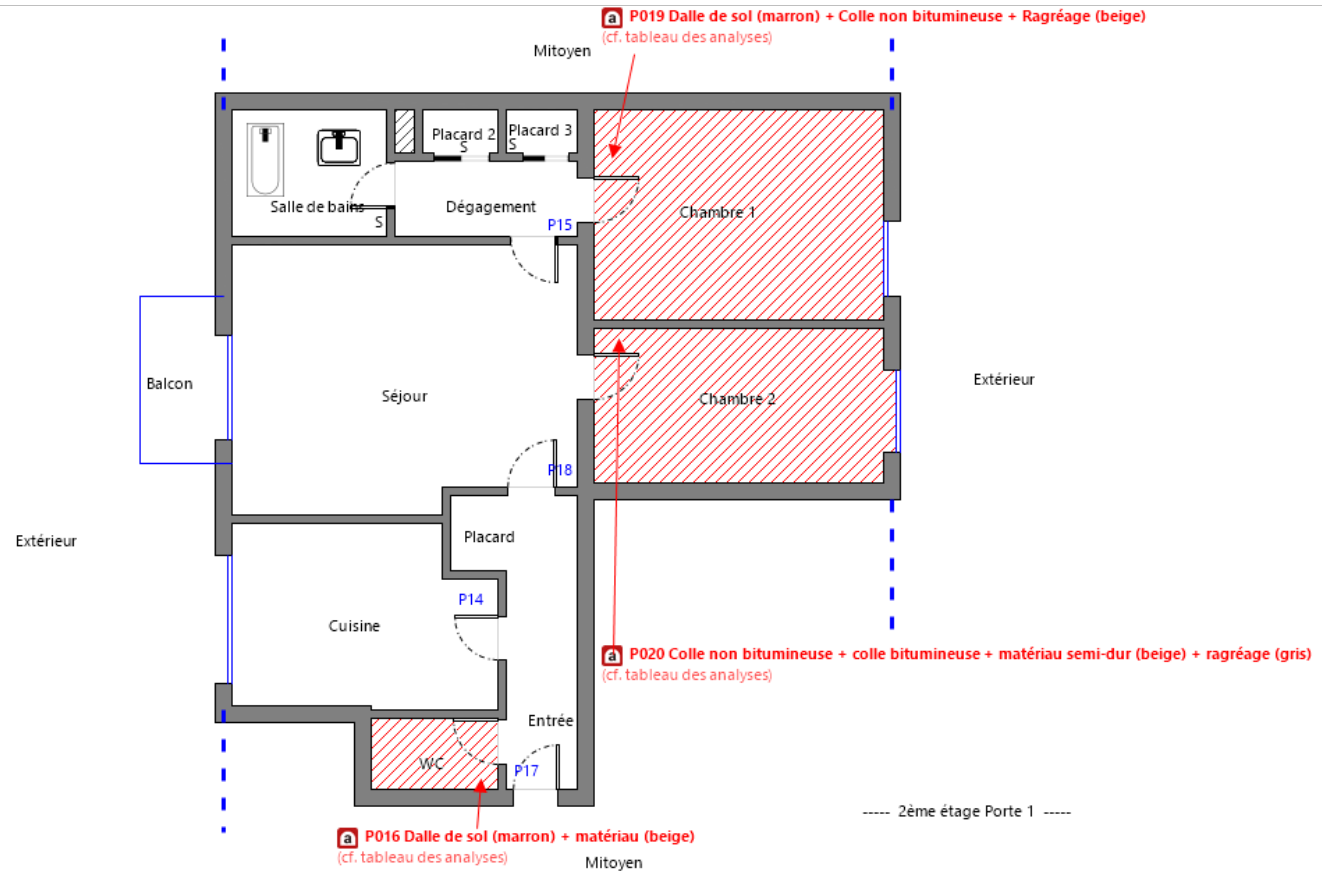 a P019 Dalle de sol (marron) + Colle non bitumineuse + Ragréage (beige)
(cf. tableau des analyses)
Mitoyen
Placard 2
S
Placard 3
S
Salle de bains
S
Dégagement
P15
Chambre 1
Balcon
Séjour
Chambre 2
Extérieur
P18
Extérieur
Placard
P14
Cuisine
a P020 Colle non bitumineuse + colle bitumineuse + matériau semi-dur (beige) + ragréage (gris)
(cf. tableau des analyses)
Entrée
WC
P17
----- 2ème étage Porte 1 -----
a P016 Dalle de sol (marron) + matériau (beige)
(cf. tableau des analyses)
Mitoyen